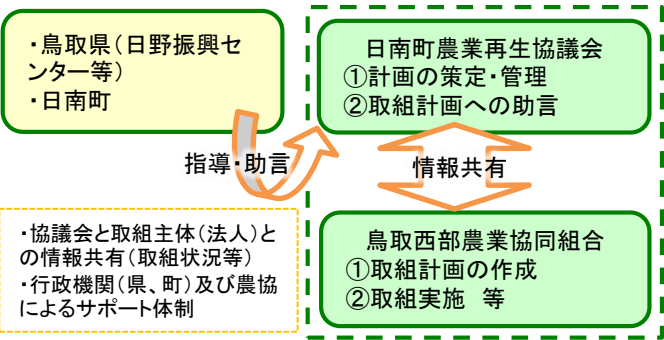 ・鳥取県（日野振興セ
ンター等）
・日南町
日南町農業再生協議会
①計画の策定・管理
②取組計画への助言
指導・助言
情報共有
・協議会と取組主体（法人）と
の情報共有（取組状況等）
・行政機関（県、町）及び農協
によるサポート体制
鳥取西部農業協同組合
①取組計画の作成
②取組実施　等